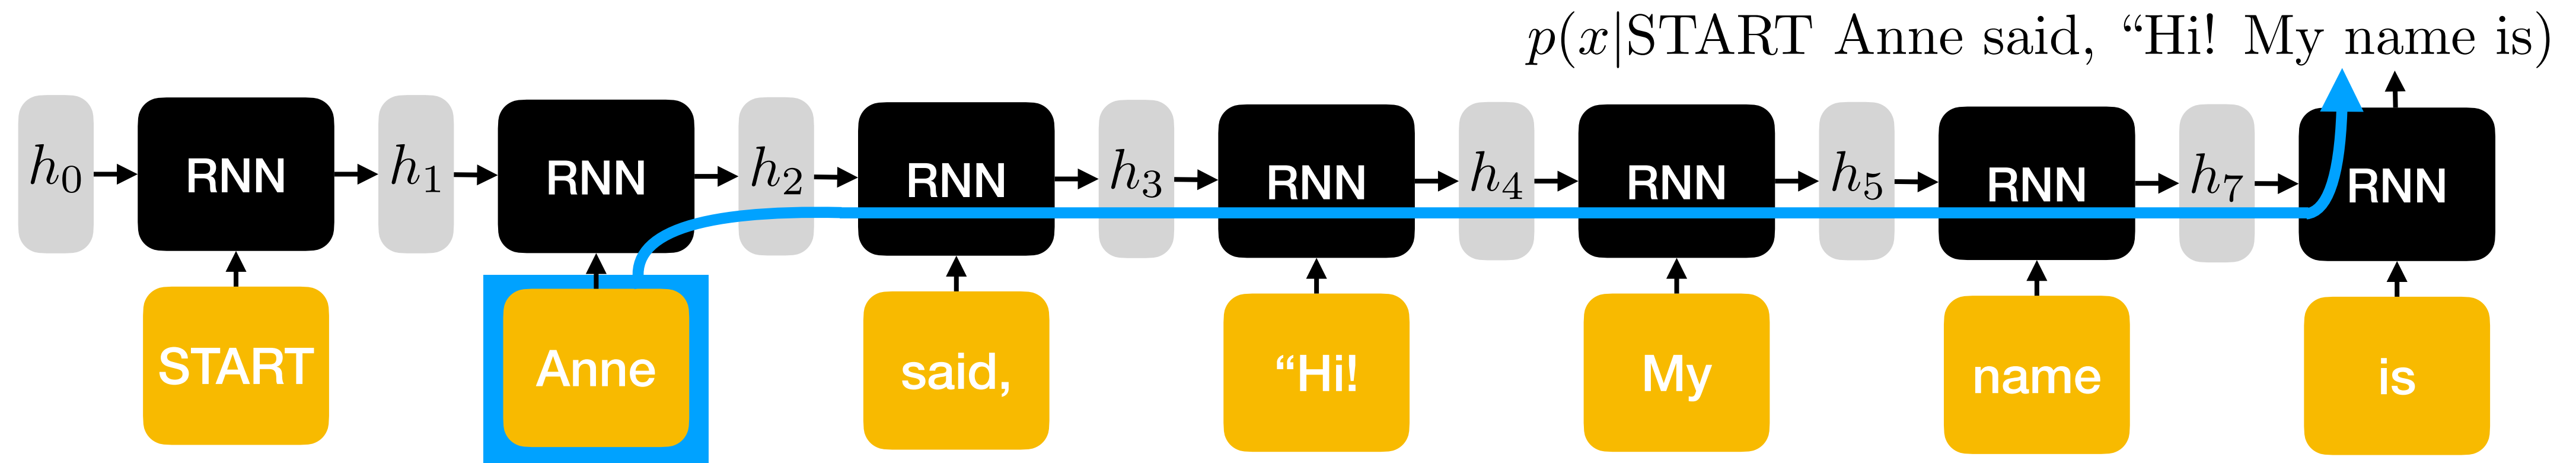 p(x|START Anne said, “Hi! My name is)
h₀ RNN h₁ RNN h₂ RNN h₃ RNN h₄ RNN h₅ RNN h₇ RNN
START Anne said, “Hi! My name is